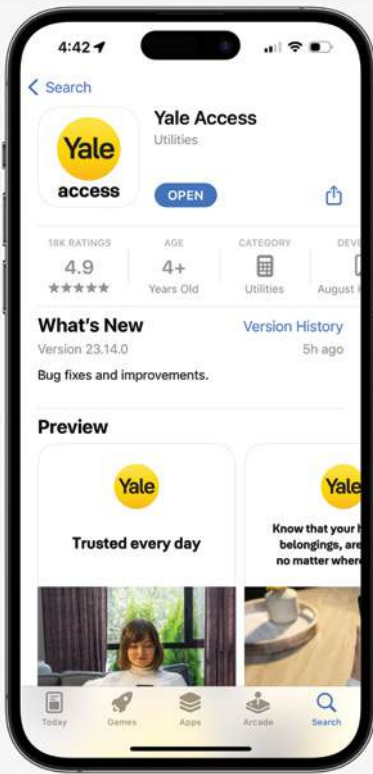 4:42
Search
Yale
access
Yale Access
Utilities
OPEN
18K RATINGS
4.9
★★★★★
AGE
4+
Years Old
CATEGORY
Utilities
DEVE
August H
What's New
Version History
Version 23.14.0
5h ago
Bug fixes and improvements.
Preview
Yale
Trusted every day
Yale
Know that your h
belongings, are
no matter where
Today
Games
Apps
Arcade
Search